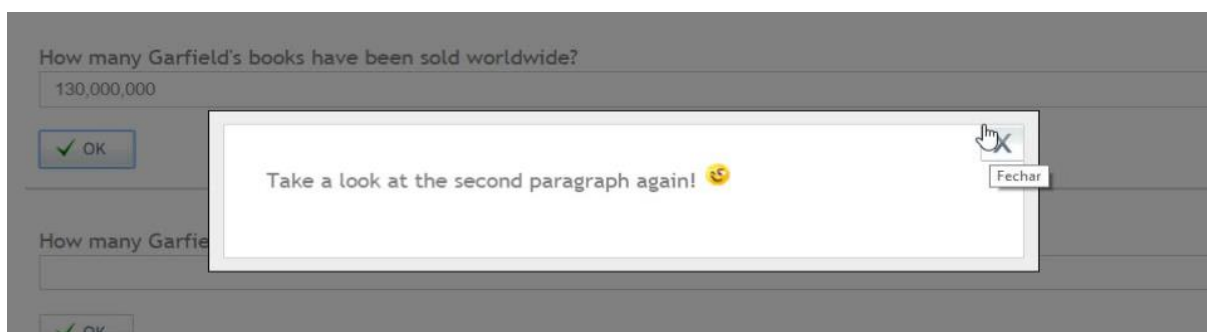 How many Garfield's books have been sold worldwide?
130,000,000
OK
X
Take a look at the second paragraph again!
Fechar
How many Garfie
OK